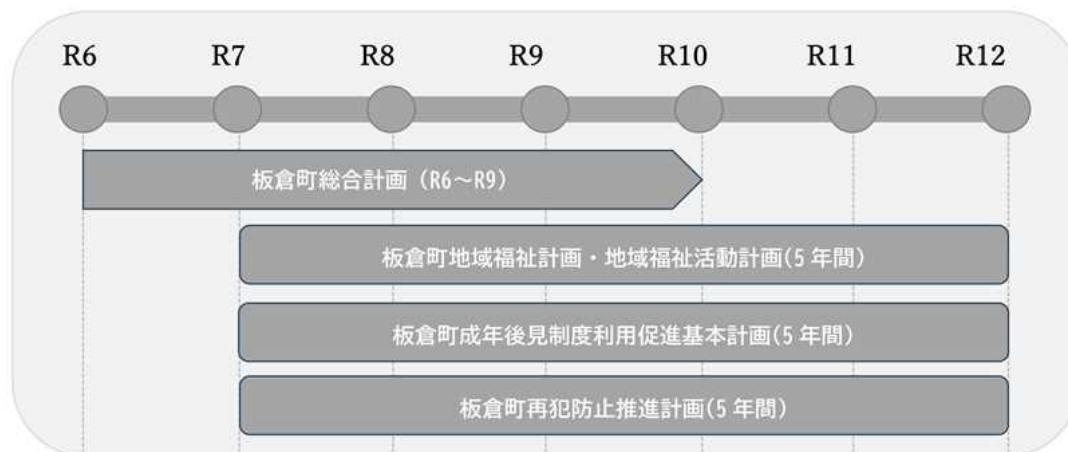 R6 R7 R8 R9 R10 R11 R12
板倉町総合計画（R6～R9）
板倉町地域福祉計画・地域福祉活動計画(5年間)
板倉町成年後見制度利用促進基本計画(5年間)
板倉町再犯防止推進計画(5年間)